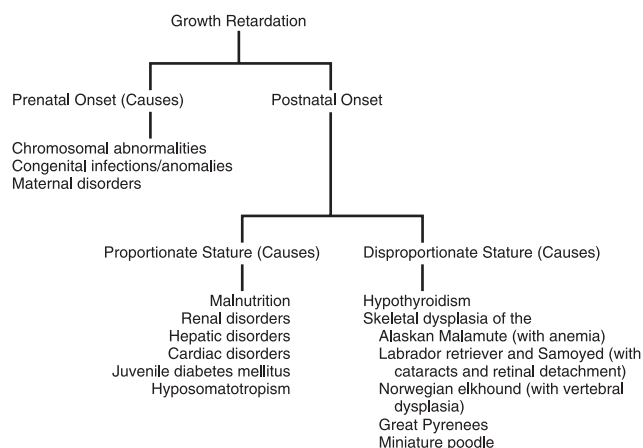 Growth Retardation
Prenatal Onset (Causes)
Postnatal Onset
Chromosomal abnormalities
Congenital infections/anomalies
Maternal disorders
Proportionate Stature (Causes)
Disproportionate Stature (Causes)
Malnutrition
Renal disorders
Hepatic disorders
Cardiac disorders
Juvenile diabetes mellitus
Hyposomatotropism
Hypothyroidism
Skeletal dysplasia of the
Alaskan Malamute (with anemia)
Labrador retriever and Samoyed (with
cataracts and retinal detachment)
Norwegian elkhound (with vertebral
dysplasia)
Great Pyrenees
Miniature poodle